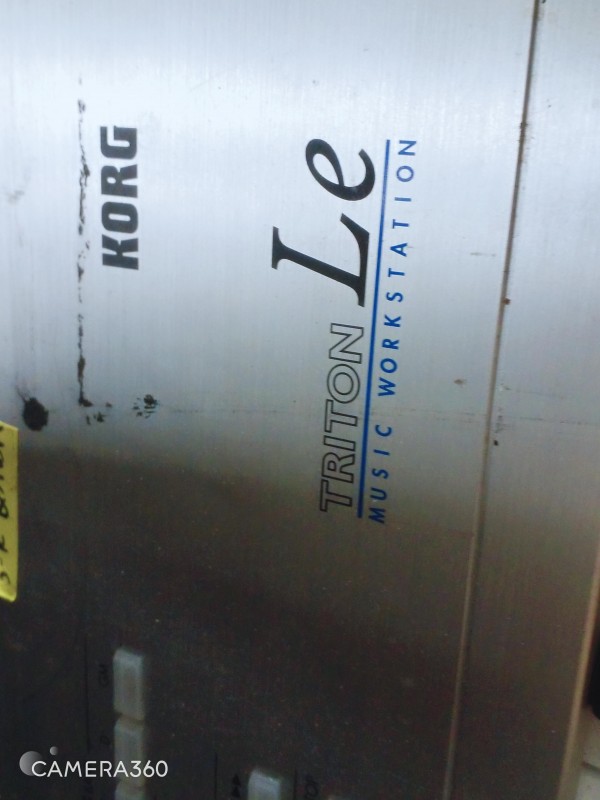 KORG
TRITON Le
MUSIC WORKSTATION
CAMERA360